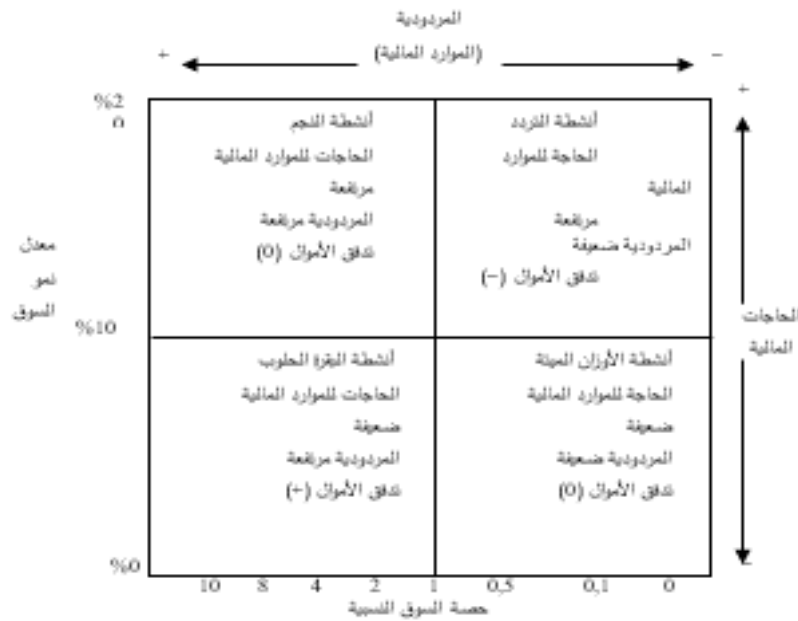 المردودية
(الموارد المالية)
+
−
+
%2
0
أنشطة التردد
الحاجة للموارد
المالية
مرتفعة
المردودية ضعيفة
تدفق الأموال (−)
أنشطة النجم
الحاجات للموارد المالية
مرتفعة
المردودية مرتفعة
تدفق الأموال (0)
معدل
نمو
السوق
%10
الحاجات
المالية
أنشطة الأوزان الميتة
الحاجة للموارد المالية
ضعيفة
المردودية ضعيفة
تدفق الأموال (0)
أنشطة البقرة الحلوب
الحاجات للموارد المالية
ضعيفة
المردودية مرتفعة
تدفق الأموال (+)
%0
−
10 8 4 2 1 0,5 0,1 0
حصة السوق النسبية